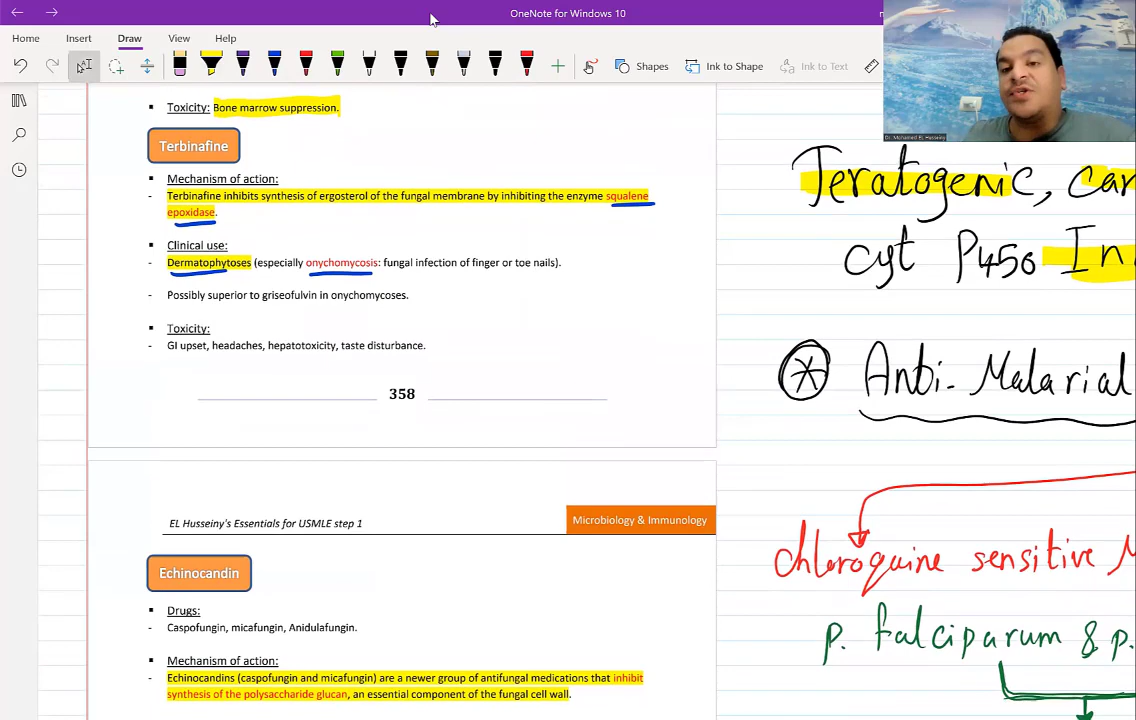 OneNote for Windows 10
Home Insert Draw View Help
Shapes Ink to Shape Ink to Text
Dr. Mohamed EL Husseiny
▪ Toxicity: Bone marrow suppression.
Terbinafine
▪ Mechanism of action:
- Terbinafine inhibits synthesis of ergosterol of the fungal membrane by inhibiting the enzyme squalene
epoxidase.
▪ Clinical use:
- Dermatophytoses (especially onychomycosis: fungal infection of finger or toe nails).
- Possibly superior to griseofulvin in onychomycoses.
▪ Toxicity:
- GI upset, headaches, hepatotoxicity, taste disturbance.
358
EL Husseiny's Essentials for USMLE step 1
Microbiology & Immunology
Echinocandin
▪ Drugs:
- Caspofungin, micafungin, Anidulafungin.
▪ Mechanism of action:
- Echinocandins (caspofungin and micafungin) are a newer group of antifungal medications that inhibit
synthesis of the polysaccharide glucan, an essential component of the fungal cell wall.
Teratogenic, car
cyt P450 In
Anti-Malarial
chloroquine sensitive M
p. falciparum & p.